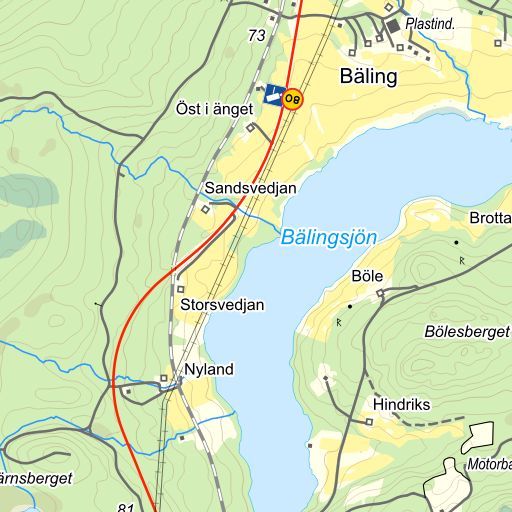 Plastind.
73
Bäling
80
Öst i änget
Sandsvedjan
Brotta
Bälingsjön
Böle
Storsvedjan
Bölesberget
Nyland
Hindriks
Motorba
ärnsberget
81